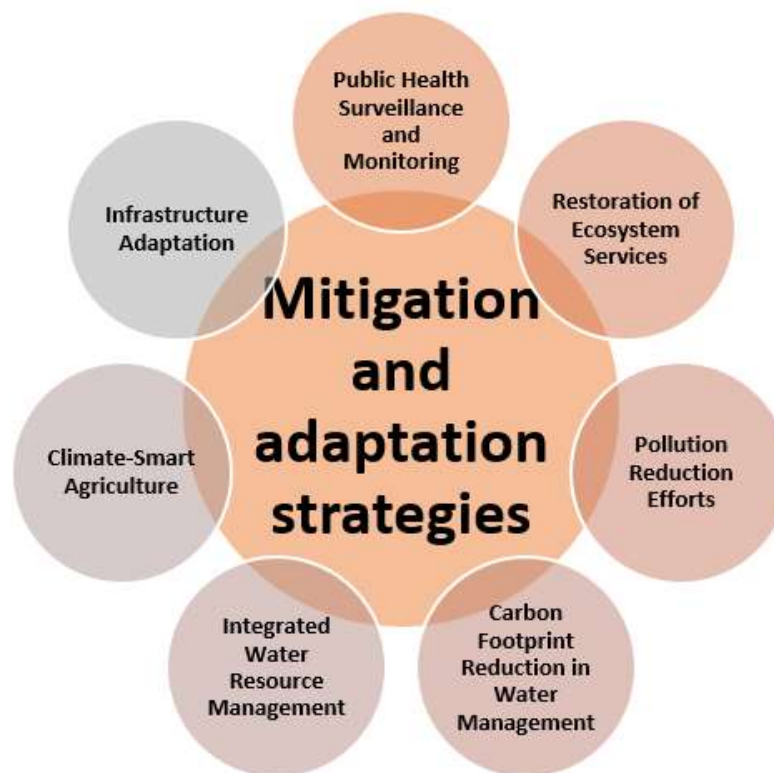 Public Health
Surveillance
and
Monitoring
Restoration of
Ecosystem
Services
Pollution
Reduction
Efforts
Carbon
Footprint
Reduction in
Water
Management
Integrated
Water
Resource
Management
Climate-Smart
Agriculture
Infrastructure
Adaptation
Mitigation
and
adaptation
strategies